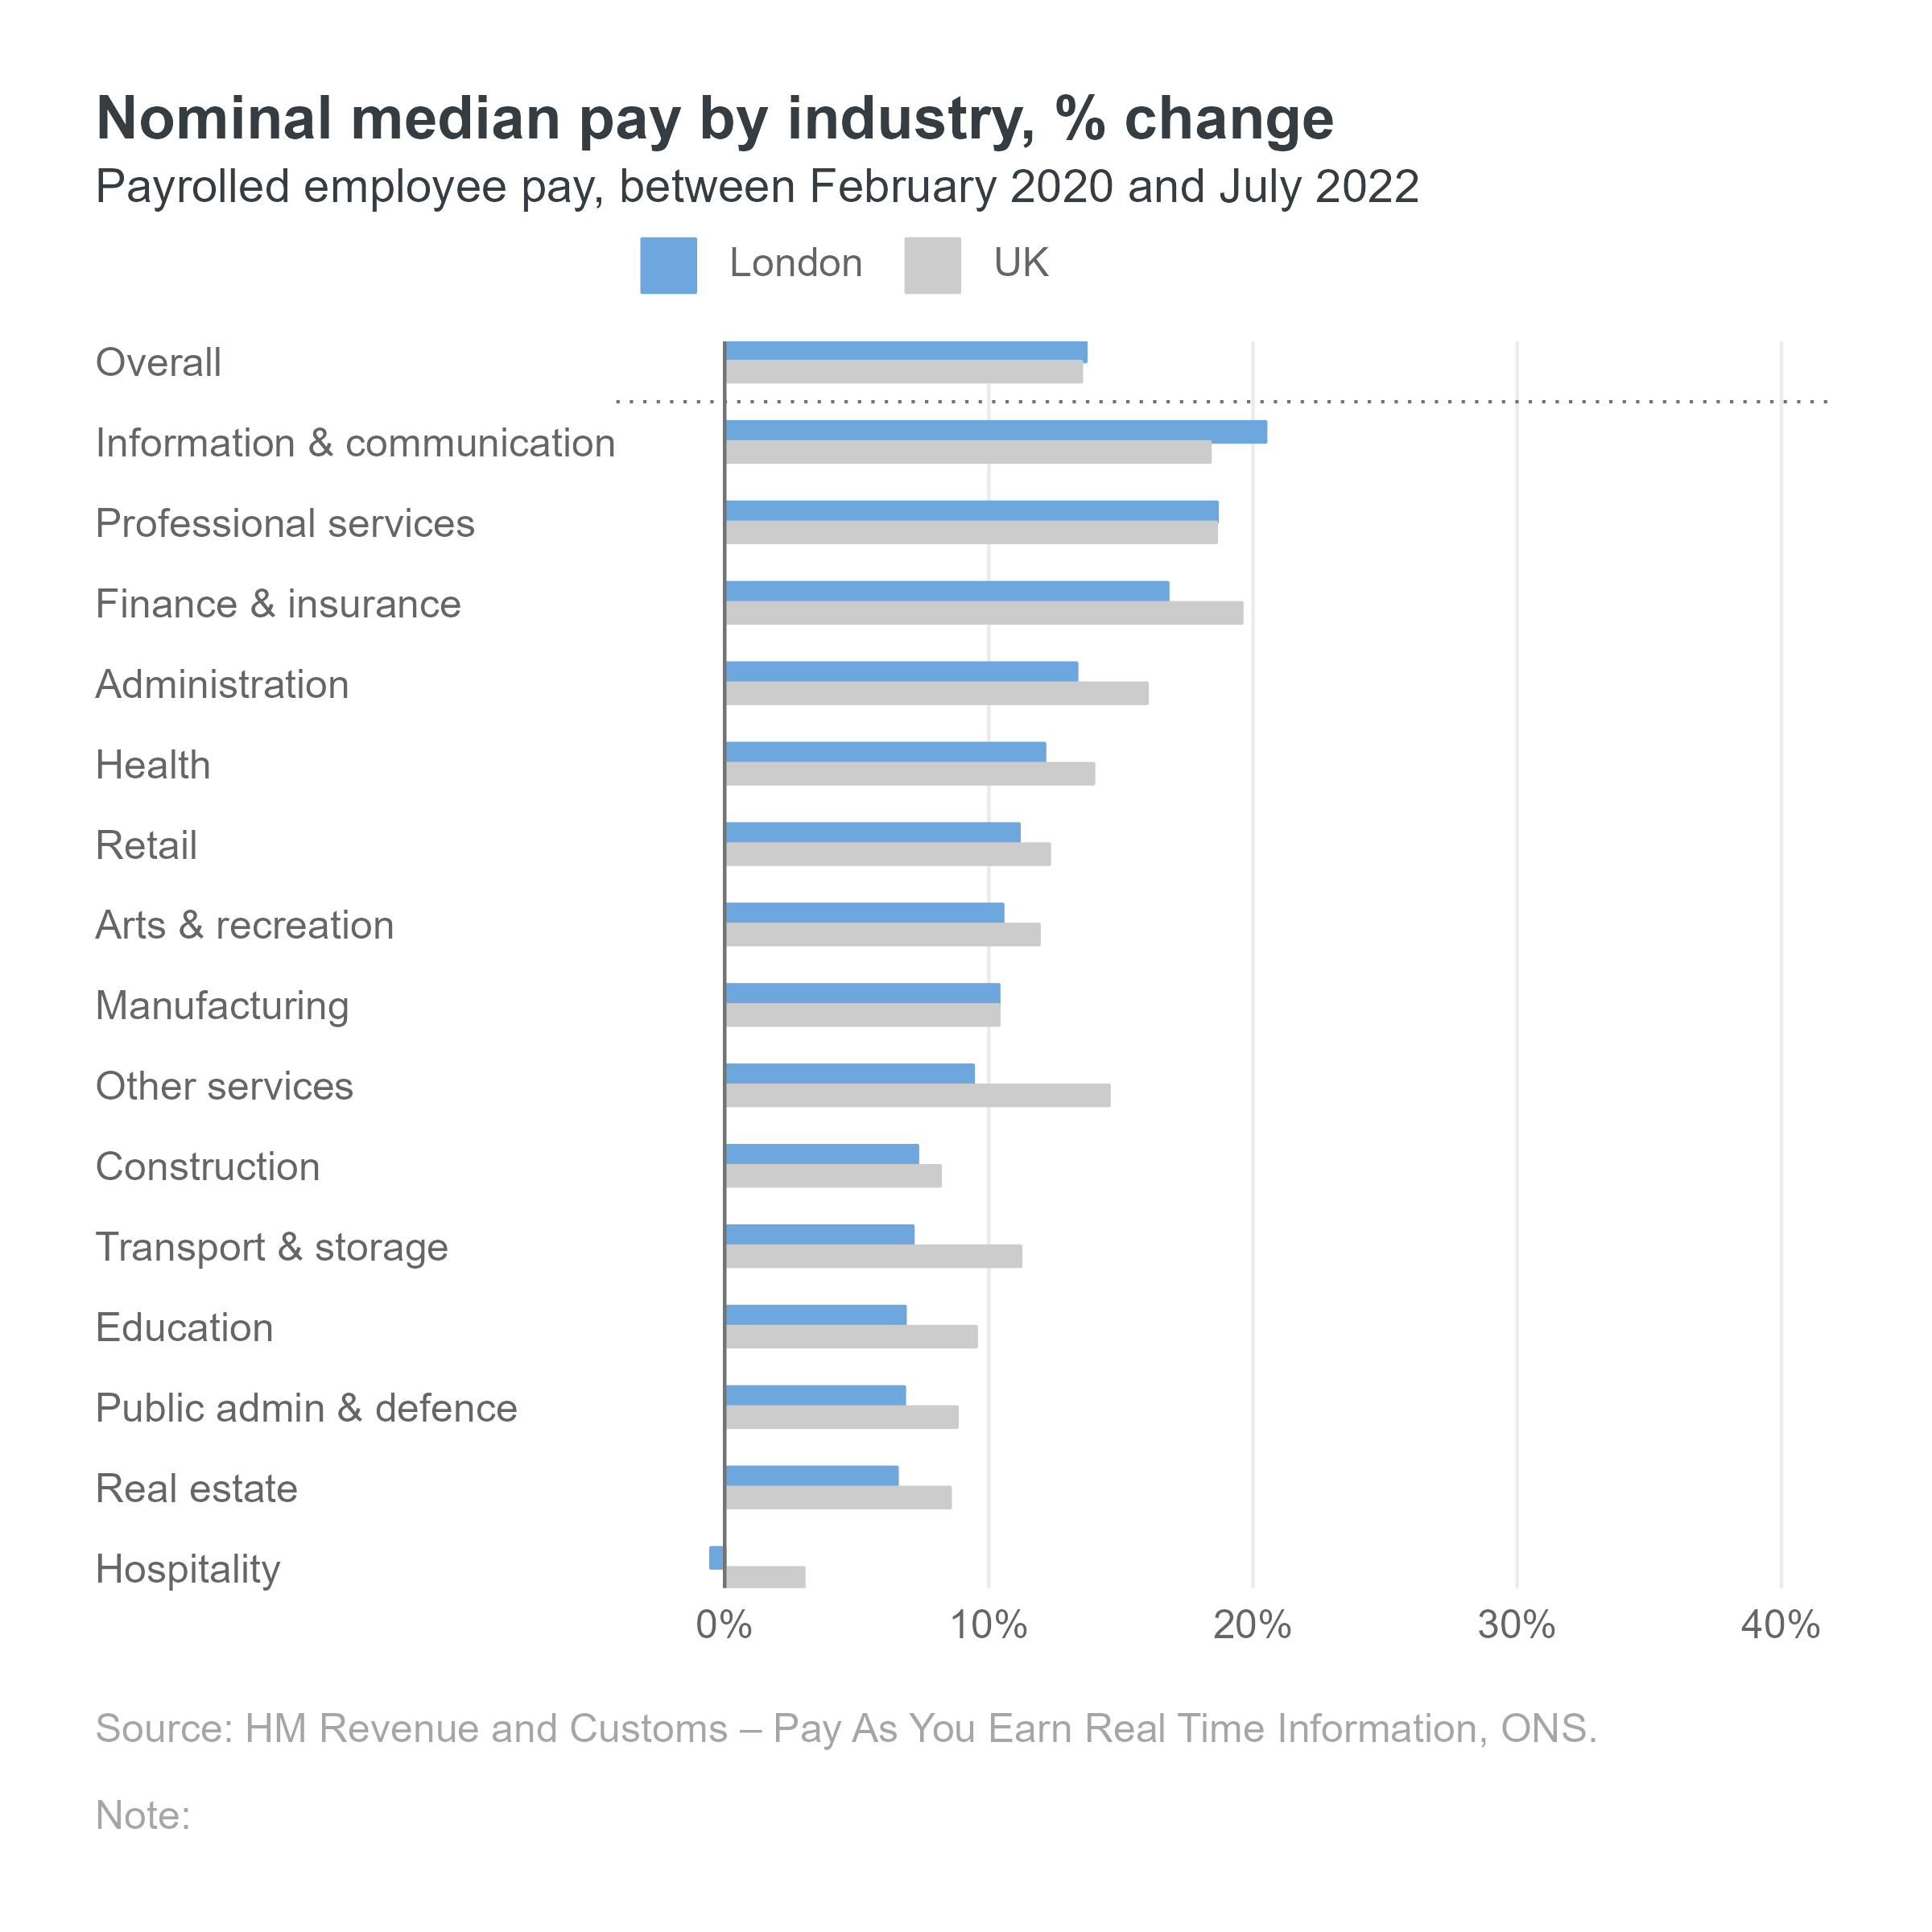 Nominal median pay by industry, % change
Payrolled employee pay, between February 2020 and July 2022
London UK
Overall
Information & communication
Professional services
Finance & insurance
Administration
Health
Retail
Arts & recreation
Manufacturing
Other services
Construction
Transport & storage
Education
Public admin & defence
Real estate
Hospitality
0% 10% 20% 30% 40%
Source: HM Revenue and Customs – Pay As You Earn Real Time Information, ONS.
Note: